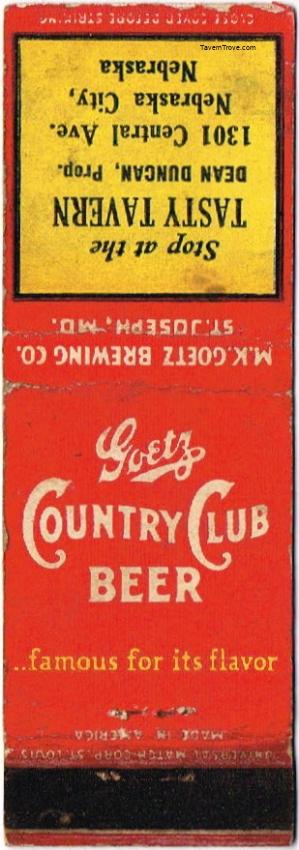 TavernTrove.com
CLOSE COVER BEFORE STRIKING
Stop at the
TASTY TAVERN
DEAN DUNCAN, Prop.
1301 Central Ave.
Nebraska City,
Nebraska
M.K. GOETZ BREWING CO.
ST. JOSEPH, MO.
Goetz
COUNTRY CLUB
BEER
...famous for its flavor
MADE IN AMERICA
UNIVERSAL MATCH CORP. ST. LOUIS